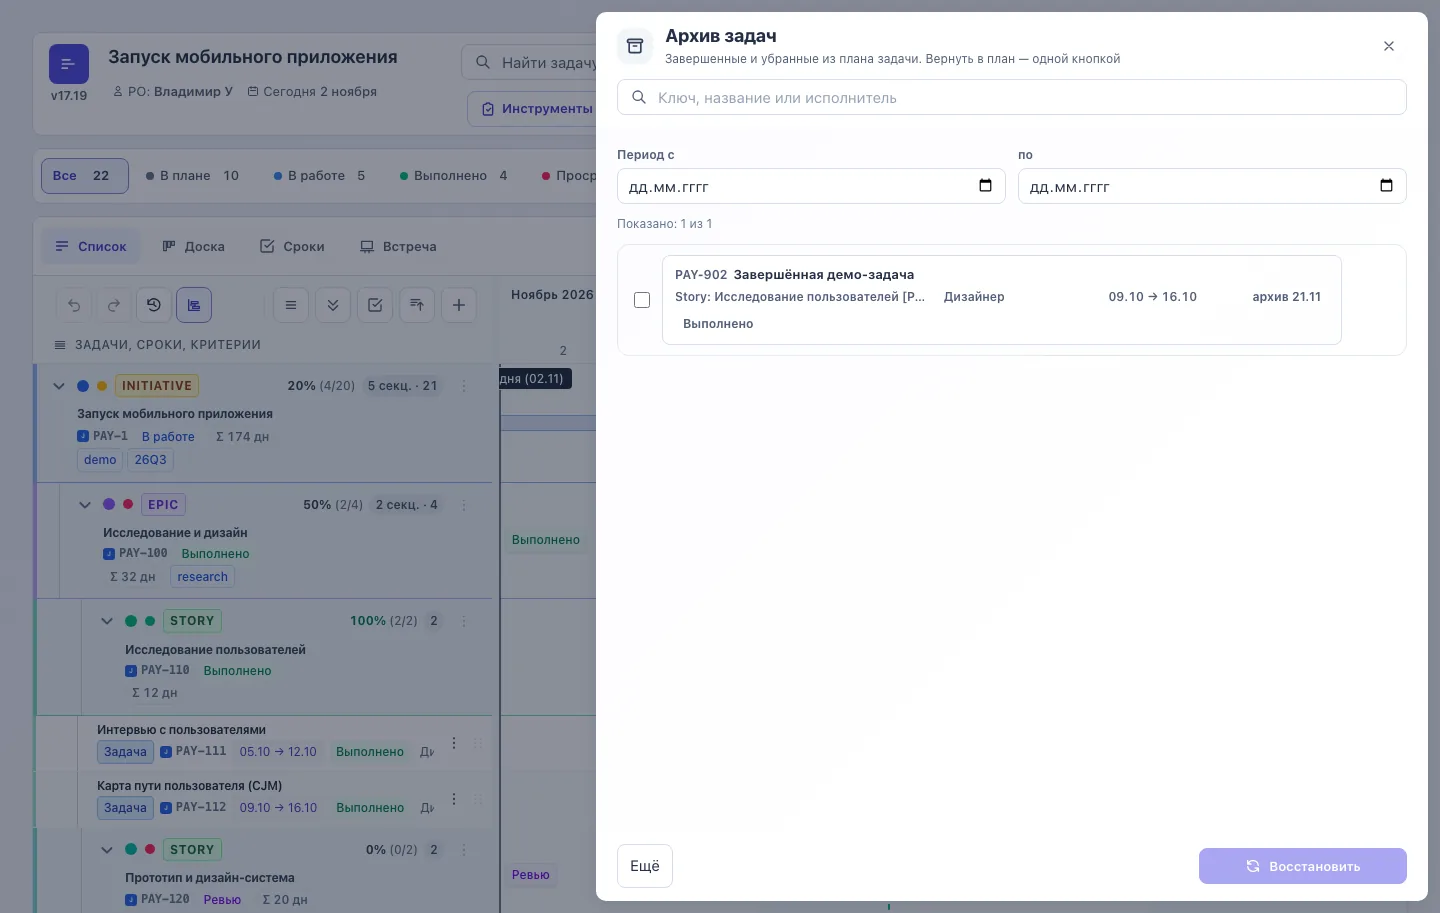 Запуск мобильного приложения
v17.19
PO: Владимир У
Сегодня 2 ноября
Найти задачу
Инструменты
Все 22
В плане 10
В работе 5
Выполнено 4
Проср
Список
Доска
Сроки
Встреча
Ноябрь 2026
ЗАДАЧИ, СРОКИ, КРИТЕРИИ
2
дня (02.11)
INITIATIVE
20% (4/20)
5 секц. · 21
Запуск мобильного приложения
PAY-1
В работе
Σ 174 дн
demo
26Q3
EPIC
50% (2/4)
2 секц. · 4
Исследование и дизайн
PAY-100
Выполнено
Σ 32 дн
research
Выполнено
STORY
100% (2/2)
2
Исследование пользователей
PAY-110
Выполнено
Σ 12 дн
Интервью с пользователями
Задача
PAY-111
05.10 → 12.10
Выполнено
Ди
Карта пути пользователя (CJM)
Задача
PAY-112
09.10 → 16.10
Выполнено
Ди
STORY
0% (0/2)
2
Прототип и дизайн-система
PAY-120
Ревью
Σ 20 дн
Ревью
Архив задач
Завершенные и убранные из плана задачи. Вернуть в план — одной кнопкой
Ключ, название или исполнитель
Период с
по
дд.мм.гггг
дд.мм.гггг
Показано: 1 из 1
PAY-902 Завершённая демо-задача
Story: Исследование пользователей [P...
Дизайнер
09.10 → 16.10
архив 21.11
Выполнено
Ещё
Восстановить